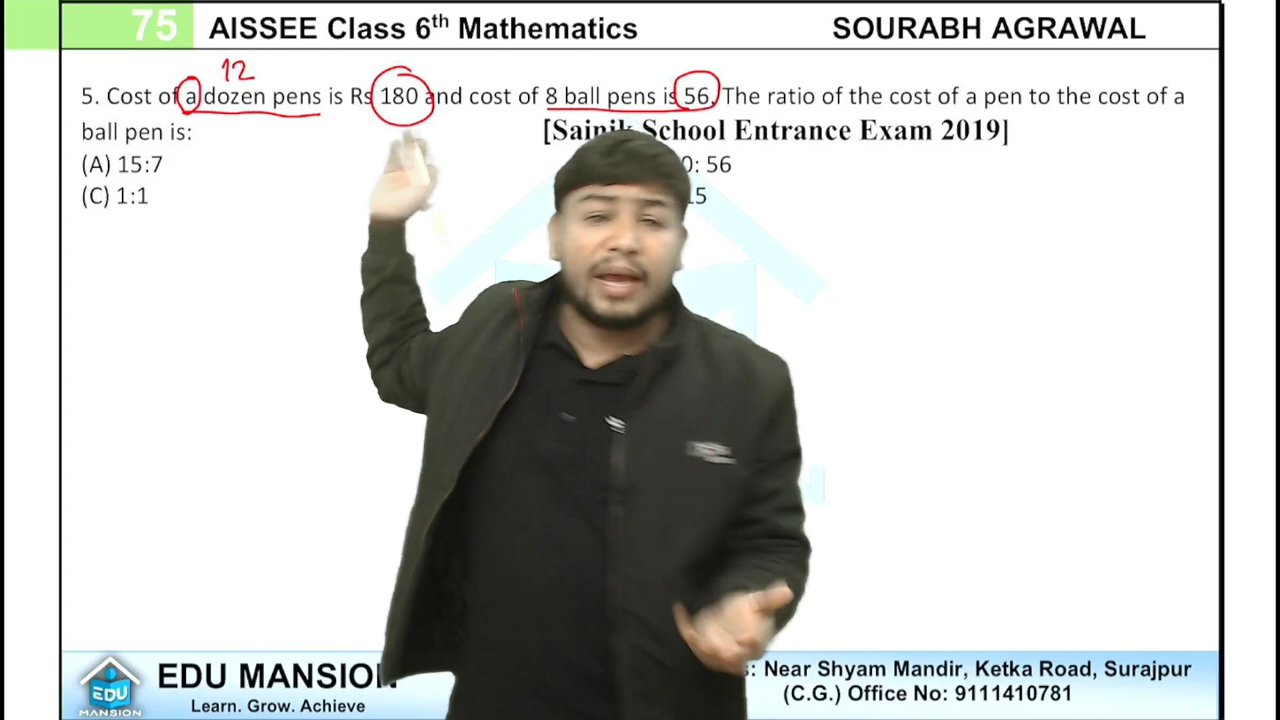 75 AISSEE Class 6th Mathematics SOURABH AGRAWAL
12
5. Cost of a dozen pens is Rs 180 and cost of 8 ball pens is 56. The ratio of the cost of a pen to the cost of a
ball pen is: [Sainik School Entrance Exam 2019]
(A) 15:7 0: 56
(C) 1:1 15
EDU MANSION : Near Shyam Mandir, Ketka Road, Surajpur
Learn. Grow. Achieve (C.G.) Office No: 9111410781
EDU
MANSION